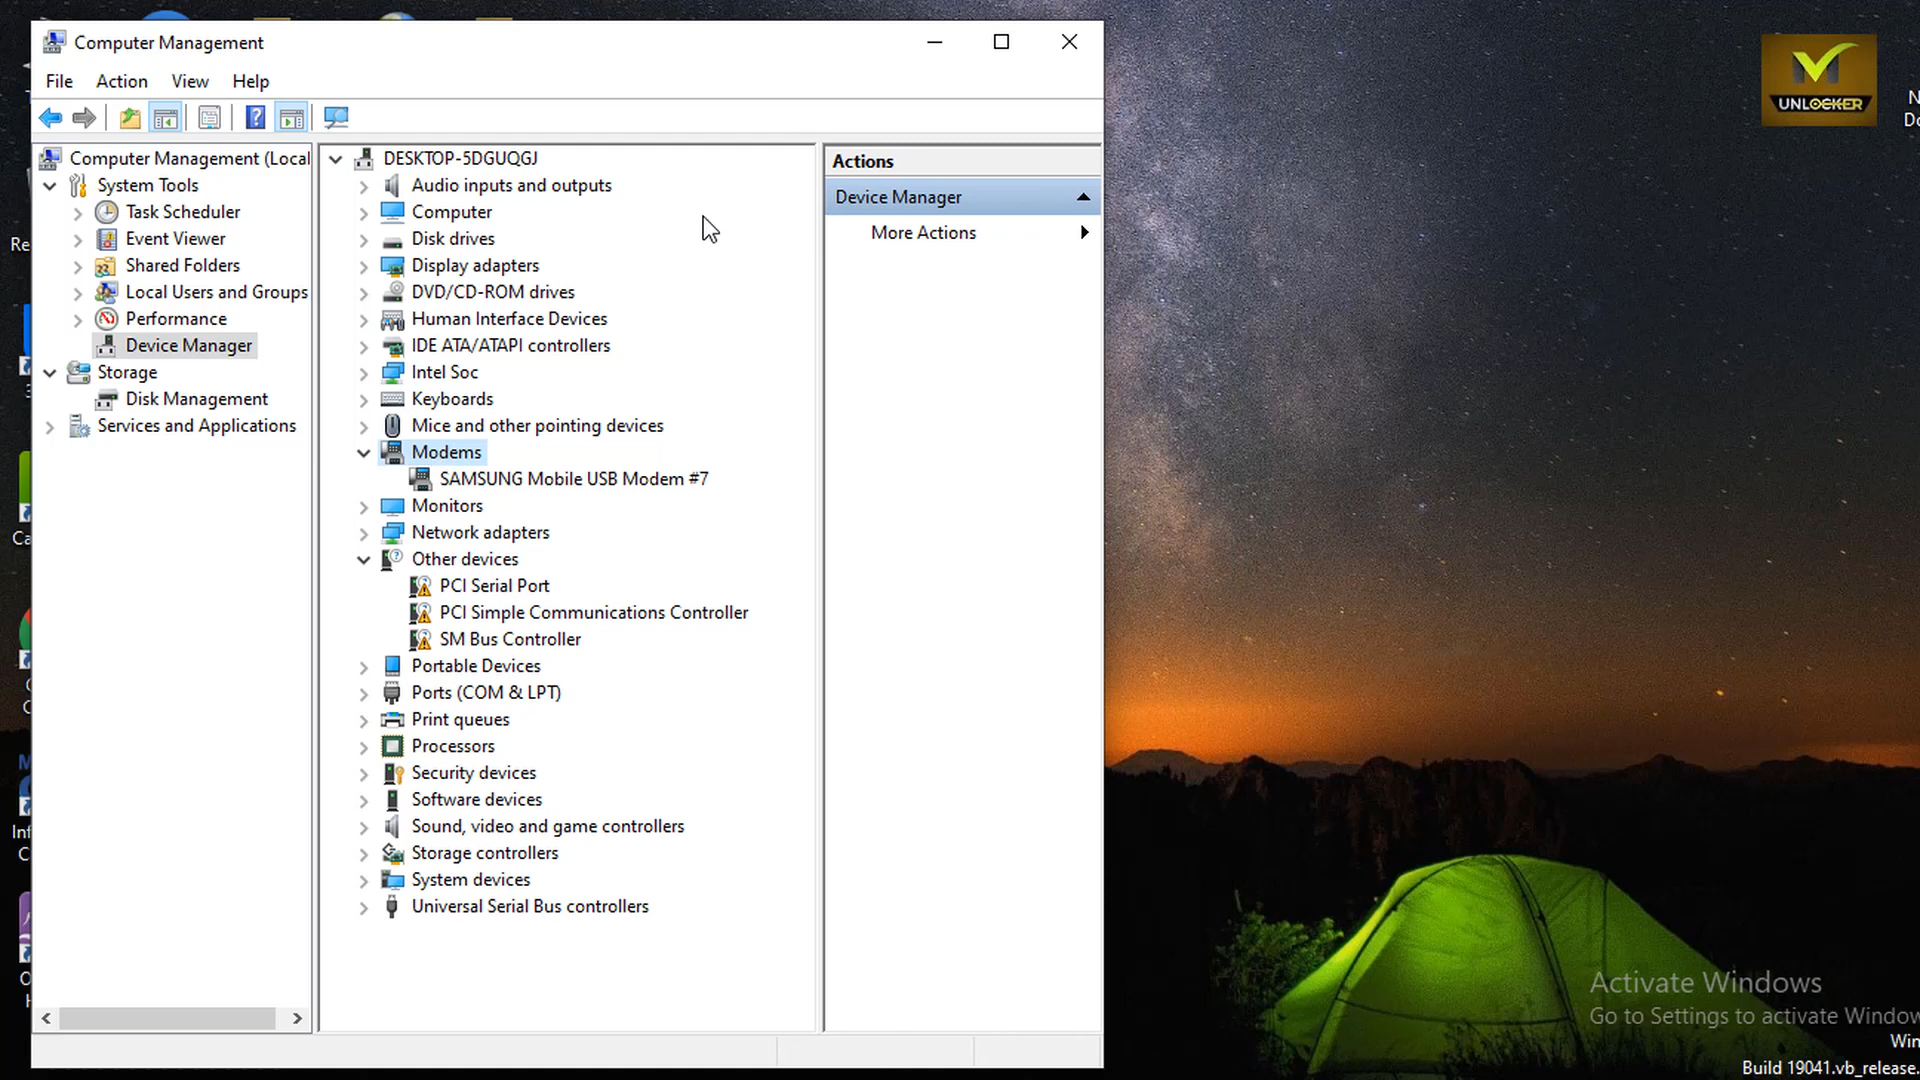 Computer Management
File Action View Help
Computer Management (Local
System Tools
Task Scheduler
Event Viewer
Shared Folders
Local Users and Groups
Performance
Device Manager
Storage
Disk Management
Services and Applications
DESKTOP-5DGUQGJ
Audio inputs and outputs
Computer
Disk drives
Display adapters
DVD/CD-ROM drives
Human Interface Devices
IDE ATA/ATAPI controllers
Intel Soc
Keyboards
Mice and other pointing devices
Modems
SAMSUNG Mobile USB Modem #7
Monitors
Network adapters
Other devices
PCI Serial Port
PCI Simple Communications Controller
SM Bus Controller
Portable Devices
Ports (COM & LPT)
Print queues
Processors
Security devices
Software devices
Sound, video and game controllers
Storage controllers
System devices
Universal Serial Bus controllers
Actions
Device Manager
More Actions
UNLOCKER
Activate Windows
Go to Settings to activate Window
Win
Build 19041.vb_release.